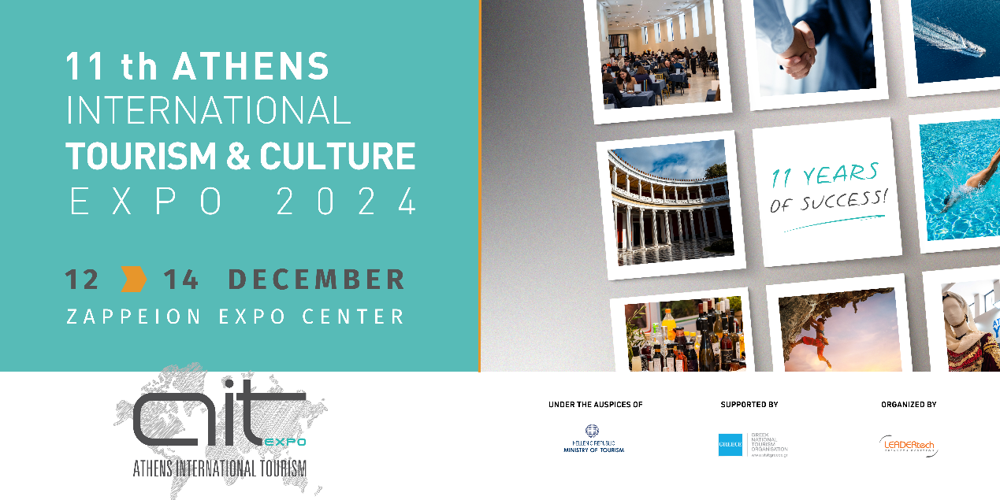 11 th ATHENS
INTERNATIONAL
TOURISM & CULTURE
EXPO 2024
12 14 DECEMBER
ZAPPEION EXPO CENTER
11 YEARS
OF SUCCESS!
ait
EXPO
ATHENS INTERNATIONAL TOURISM
UNDER THE AUSPICES OF
HELLENIC REPUBLIC
MINISTRY OF TOURISM
SUPPORTED BY
GREECE
GREEK
NATIONAL
TOURISM
ORGANISATION
www.visitgreece.gr
ORGANIZED BY
LEADERtech